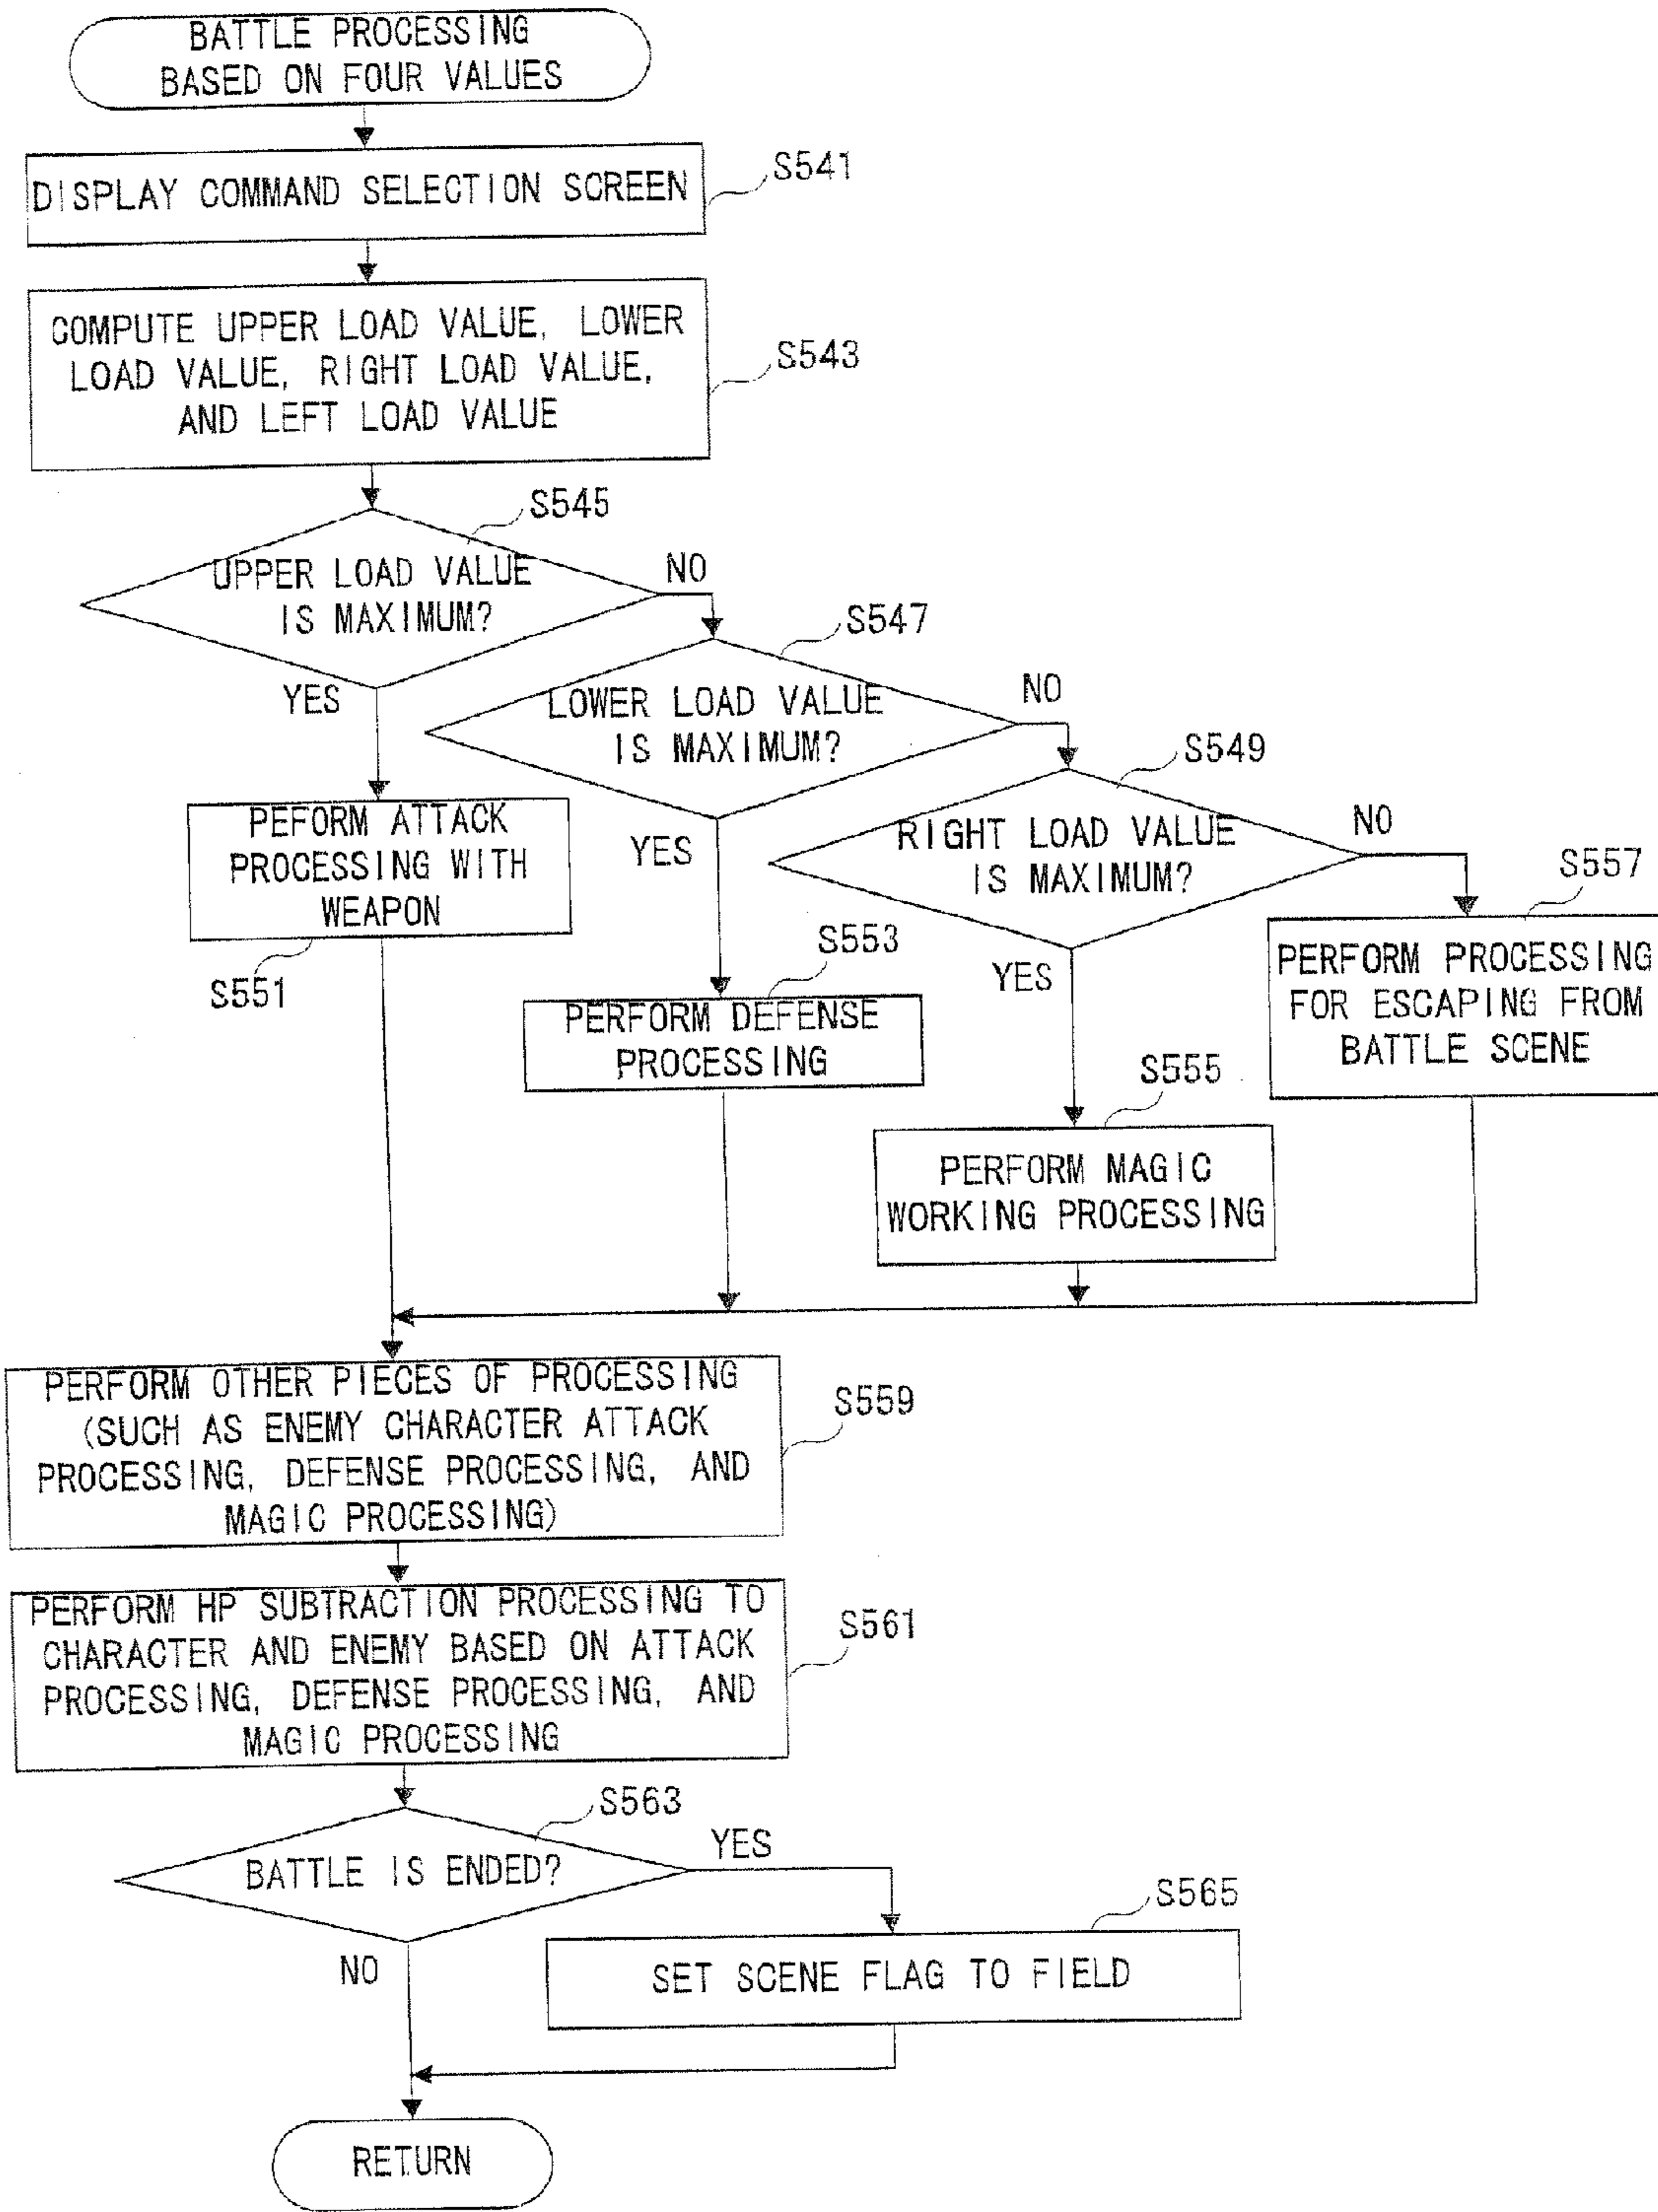 BATTLE PROCESSING
BASED ON FOUR VALUES
DISPLAY COMMAND SELECTION SCREEN
S541
COMPUTE UPPER LOAD VALUE, LOWER
LOAD VALUE, RIGHT LOAD VALUE,
AND LEFT LOAD VALUE
S543
S545
UPPER LOAD VALUE
IS MAXIMUM?
NO
YES
S547
LOWER LOAD VALUE
IS MAXIMUM?
NO
YES
S549
RIGHT LOAD VALUE
IS MAXIMUM?
NO
YES
PEFORM ATTACK
PROCESSING WITH
WEAPON
S551
S553
PERFORM DEFENSE
PROCESSING
S555
PERFORM MAGIC
WORKING PROCESSING
S557
PERFORM PROCESSING
FOR ESCAPING FROM
BATTLE SCENE
PERFORM OTHER PIECES OF PROCESSING
(SUCH AS ENEMY CHARACTER ATTACK
PROCESSING, DEFENSE PROCESSING, AND
MAGIC PROCESSING)
S559
PERFORM HP SUBTRACTION PROCESSING TO
CHARACTER AND ENEMY BASED ON ATTACK
PROCESSING, DEFENSE PROCESSING, AND
MAGIC PROCESSING
S561
S563
BATTLE IS ENDED?
YES
NO
S565
SET SCENE FLAG TO FIELD
RETURN